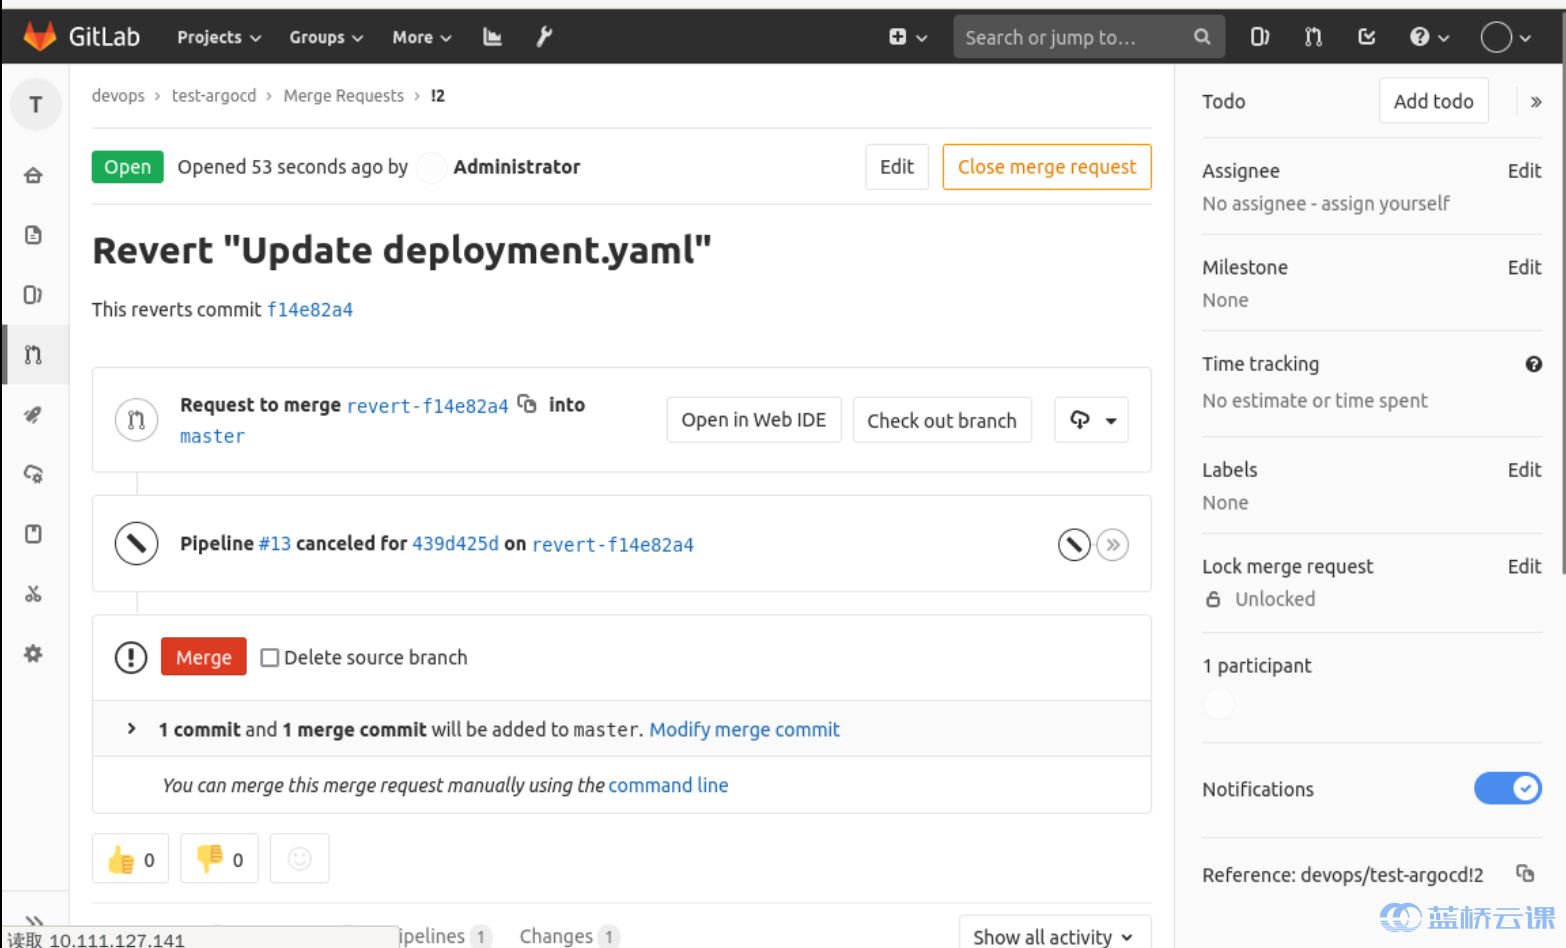 GitLab Projects Groups More Search or jump to...
T
devops › test-argocd › Merge Requests › !2
Open Opened 53 seconds ago by Administrator Edit Close merge request
Revert "Update deployment.yaml"
This reverts commit f14e82a4
Request to merge revert-f14e82a4 into
master
Open in Web IDE Check out branch
Pipeline #13 canceled for 439d425d on revert-f14e82a4
Merge Delete source branch
1 commit and 1 merge commit will be added to master. Modify merge commit
You can merge this merge request manually using the command line
0 0
Pipelines 1 Changes 1 Show all activity
读取 10.111.127.141
Todo Add todo »
Assignee Edit
No assignee - assign yourself
Milestone Edit
None
Time tracking
No estimate or time spent
Labels Edit
None
Lock merge request Edit
Unlocked
1 participant
Notifications
Reference: devops/test-argocd!2
蓝桥云课